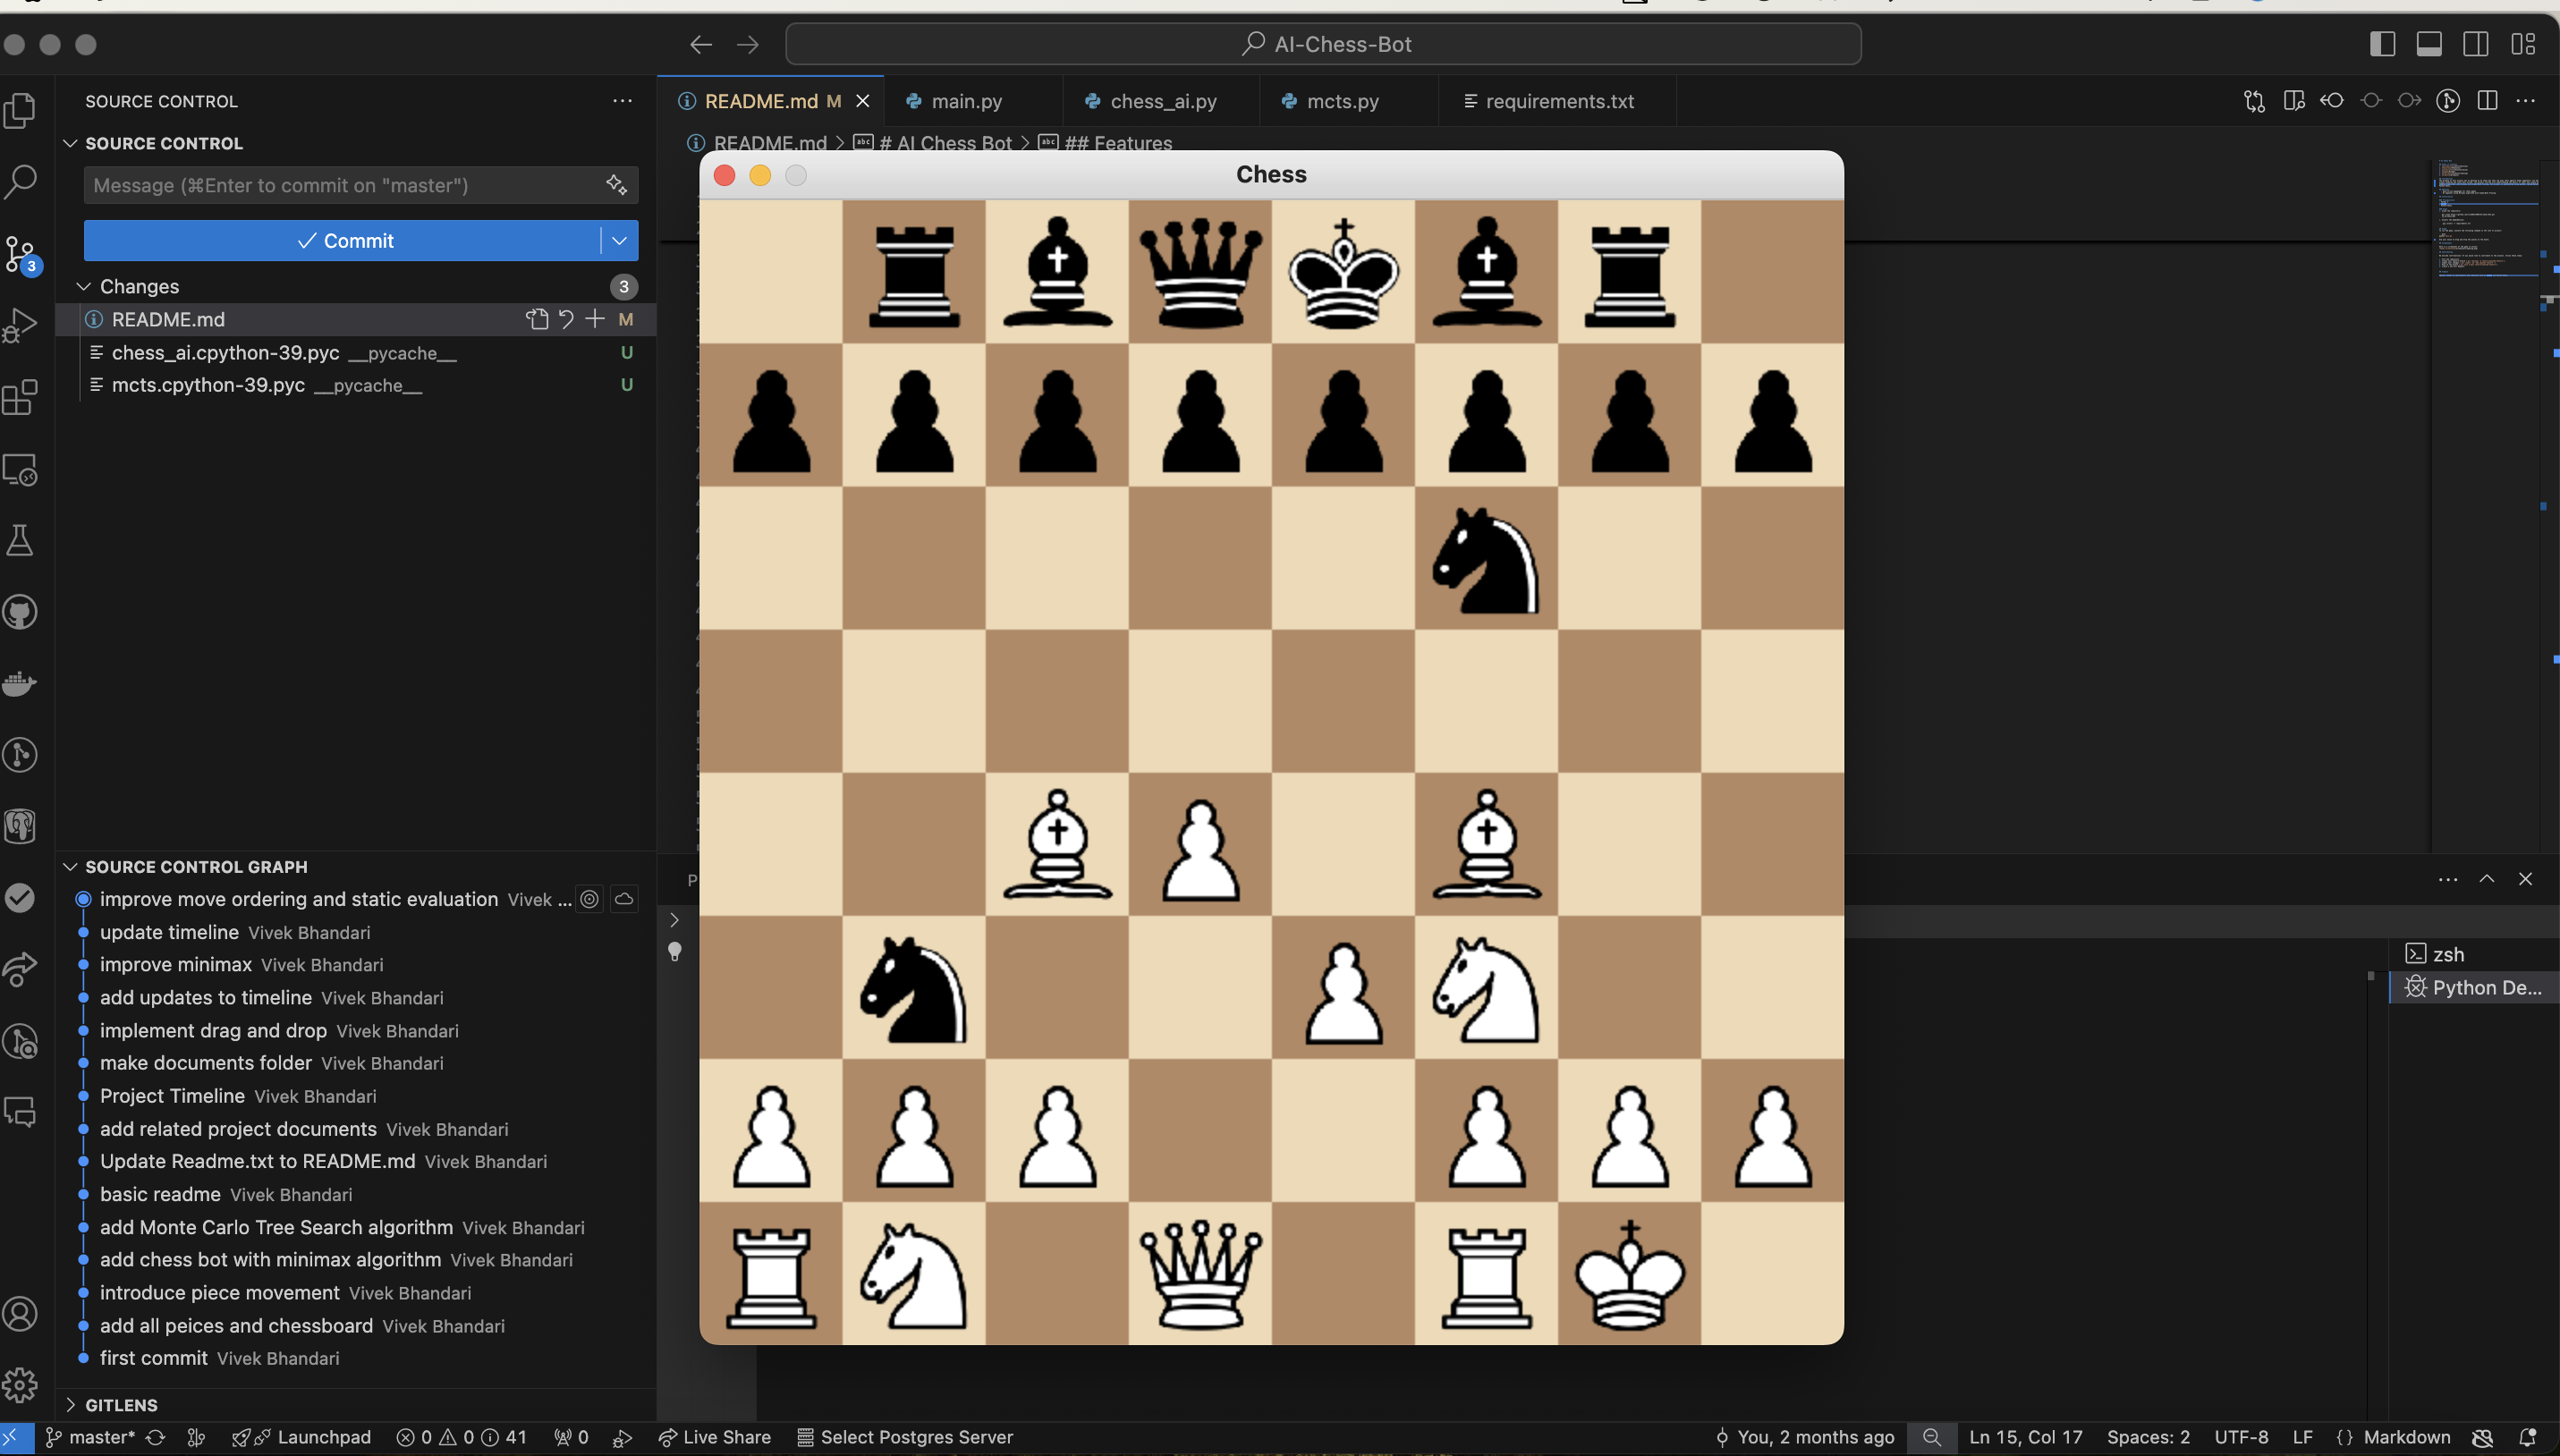 AI-Chess-Bot
SOURCE CONTROL
README.md M
main.py
chess_ai.py
mcts.py
requirements.txt
SOURCE CONTROL
README.md > # AI Chess Bot > ## Features
Message (⌘Enter to commit on "master")
Chess
Commit
3
Changes 3
README.md M
chess_ai.cpython-39.pyc __pycache__ U
mcts.cpython-39.pyc __pycache__ U
SOURCE CONTROL GRAPH
improve move ordering and static evaluation Vivek ...
update timeline Vivek Bhandari
improve minimax Vivek Bhandari
add updates to timeline Vivek Bhandari
implement drag and drop Vivek Bhandari
make documents folder Vivek Bhandari
Project Timeline Vivek Bhandari
add related project documents Vivek Bhandari
Update Readme.txt to README.md Vivek Bhandari
basic readme Vivek Bhandari
add Monte Carlo Tree Search algorithm Vivek Bhandari
add chess bot with minimax algorithm Vivek Bhandari
introduce piece movement Vivek Bhandari
add all peices and chessboard Vivek Bhandari
first commit Vivek Bhandari
GITLENS
P
zsh
Python De...
master* Launchpad 0 0 41 0 Live Share Select Postgres Server
You, 2 months ago Ln 15, Col 17 Spaces: 2 UTF-8 LF {} Markdown